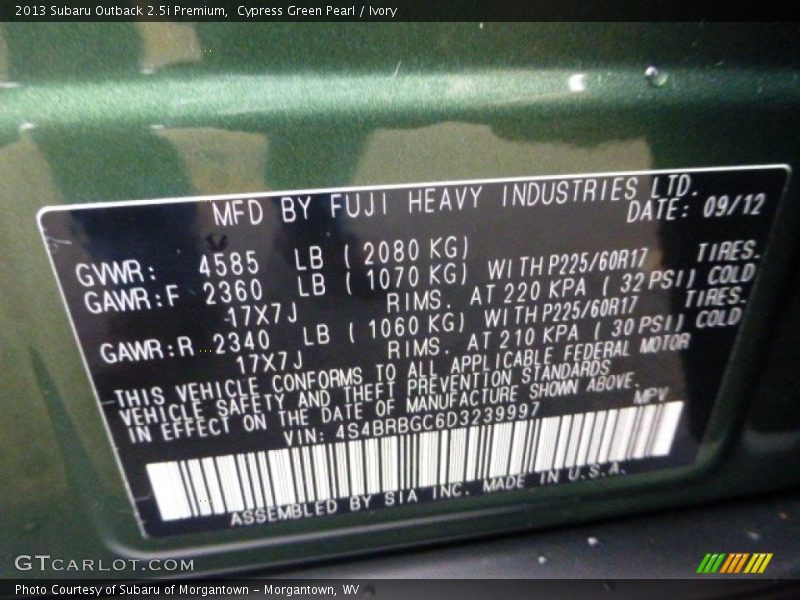 2013 Subaru Outback 2.5i Premium,  Cypress Green Pearl / Ivory
MFD BY FUJI HEAVY INDUSTRIES LTD.
DATE: 09/12
GVWR: 4585 LB ( 2080 KG)
GAWR:F 2360 LB ( 1070 KG) WITH P225/60R17 TIRES.
17X7J RIMS. AT 220 KPA ( 32 PSI) COLD
GAWR:R 2340 LB ( 1060 KG) WITH P225/60R17 TIRES.
17X7J RIMS. AT 210 KPA ( 30 PSI) COLD
THIS VEHICLE CONFORMS TO ALL APPLICABLE FEDERAL MOTOR
VEHICLE SAFETY AND THEFT PREVENTION STANDARDS
IN EFFECT ON THE DATE OF MANUFACTURE SHOWN ABOVE.
VIN: 4S4BRBGC6D3239997 MPV
ASSEMBLED BY SIA INC. MADE IN U.S.A.
GTCARLOT.COM
Photo Courtesy of Subaru of Morgantown - Morgantown, WV